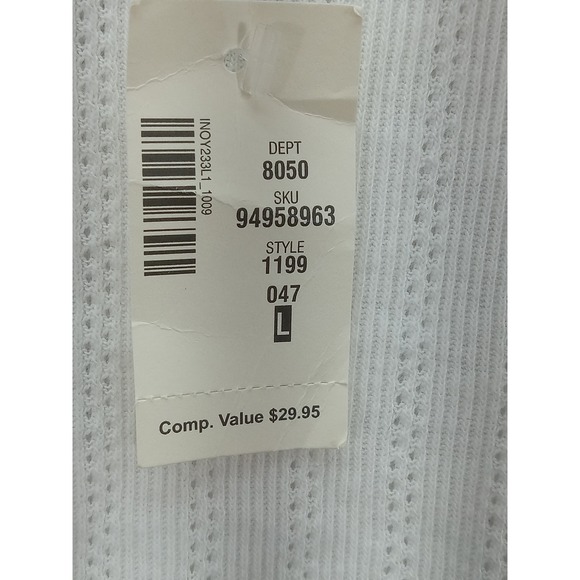 INOY233L1_1009
DEPT
8050
SKU
94958963
STYLE
1199
047
L
Comp. Value $29.95